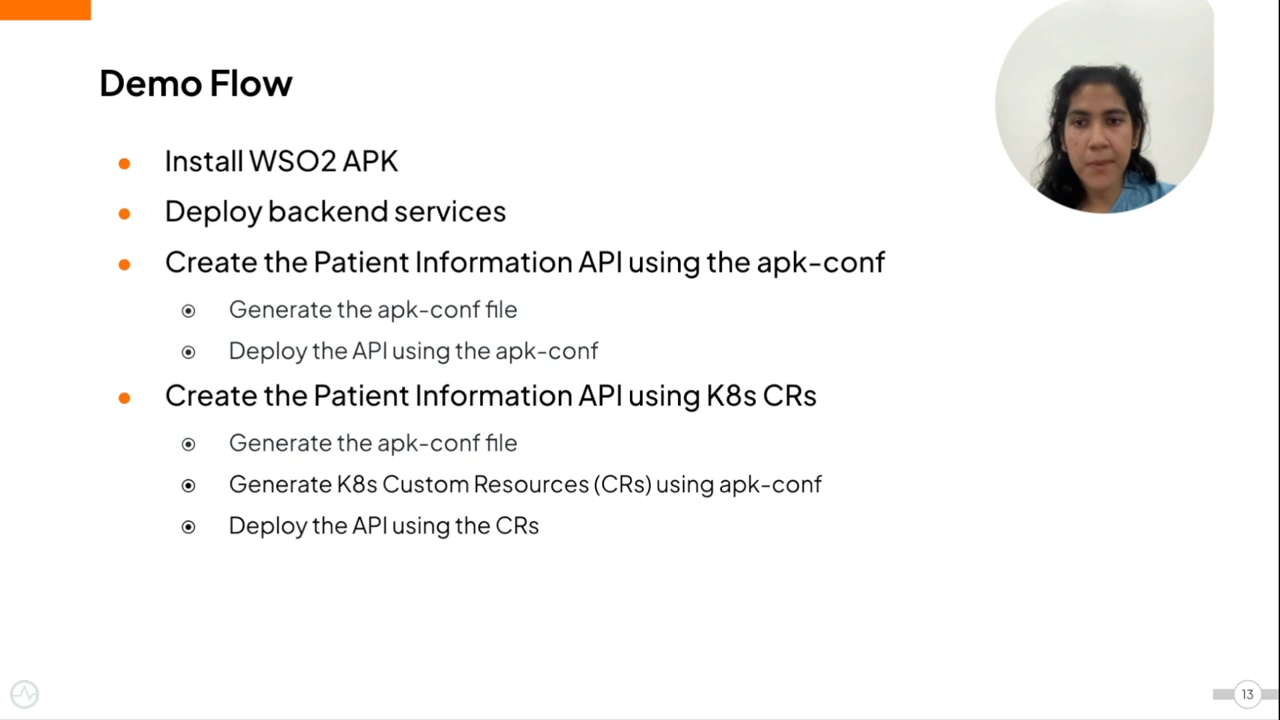 Demo Flow
Install WSO2 APK
Deploy backend services
Create the Patient Information API using the apk-conf
Generate the apk-conf file
Deploy the API using the apk-conf
Create the Patient Information API using K8s CRs
Generate the apk-conf file
Generate K8s Custom Resources (CRs) using apk-conf
Deploy the API using the CRs
13